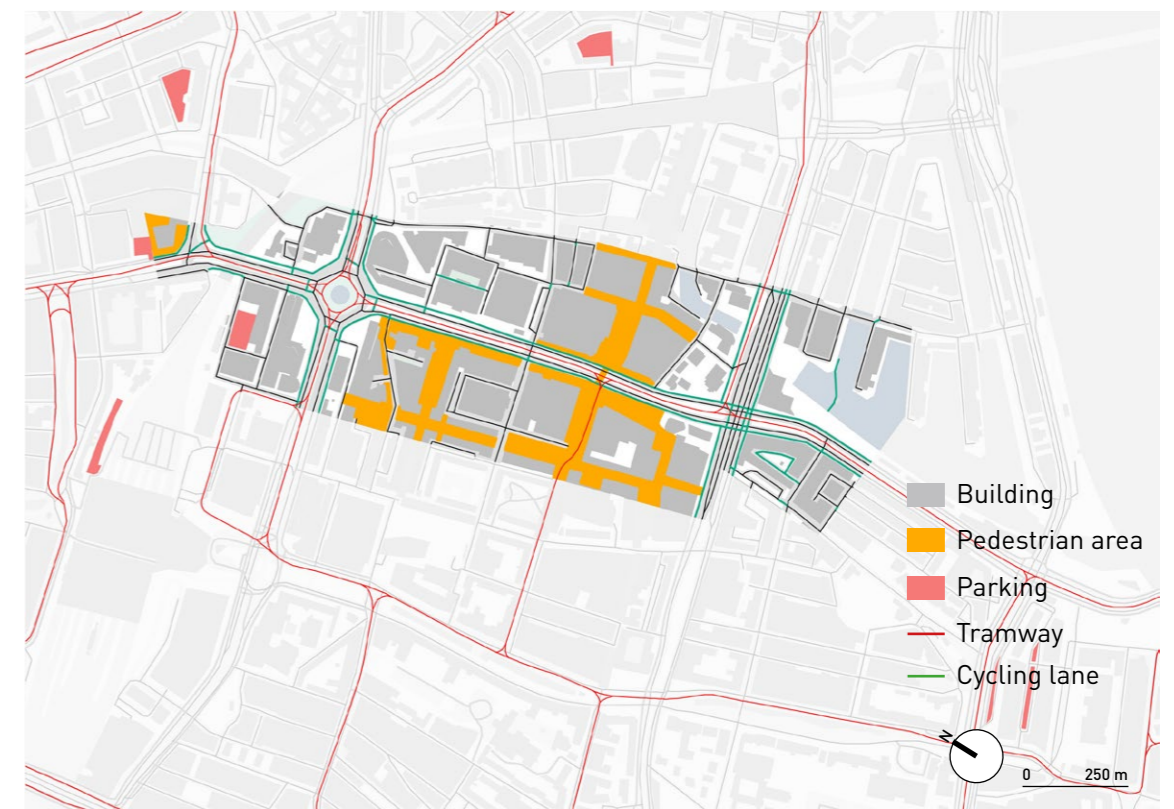 Building
Pedestrian area
Parking
Tramway
Cycling lane
N
0 250 m